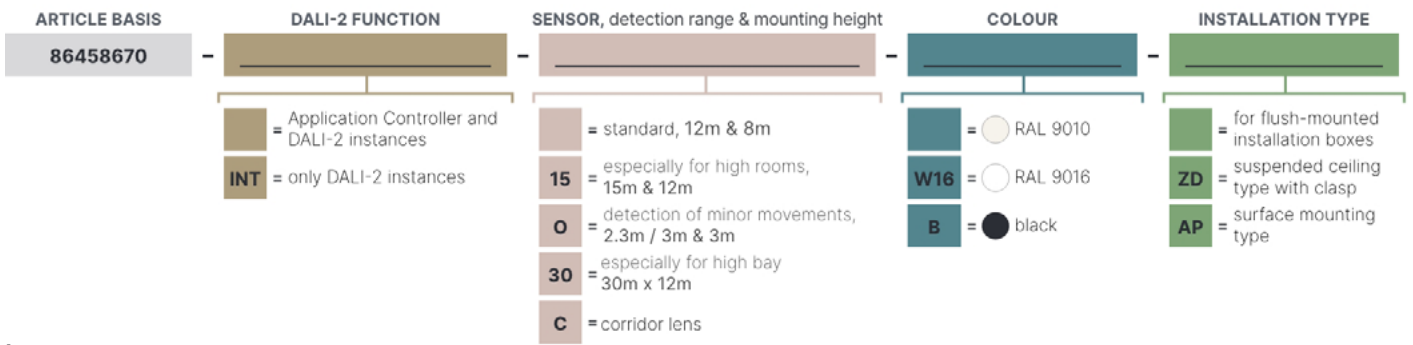 ARTICLE BASIS
86458670
–
DALI-2 FUNCTION
–
SENSOR, detection range & mounting height
–
COLOUR
–
INSTALLATION TYPE
= Application Controller and
DALI-2 instances
INT = only DALI-2 instances
= standard, 12m & 8m
15 = especially for high rooms,
15m & 12m
O = detection of minor movements,
2.3m / 3m & 3m
30 = especially for high bay
30m x 12m
C = corridor lens
= RAL 9010
W16 = RAL 9016
B = black
= for flush-mounted
installation boxes
ZD = suspended ceiling
type with clasp
AP = surface mounting
type